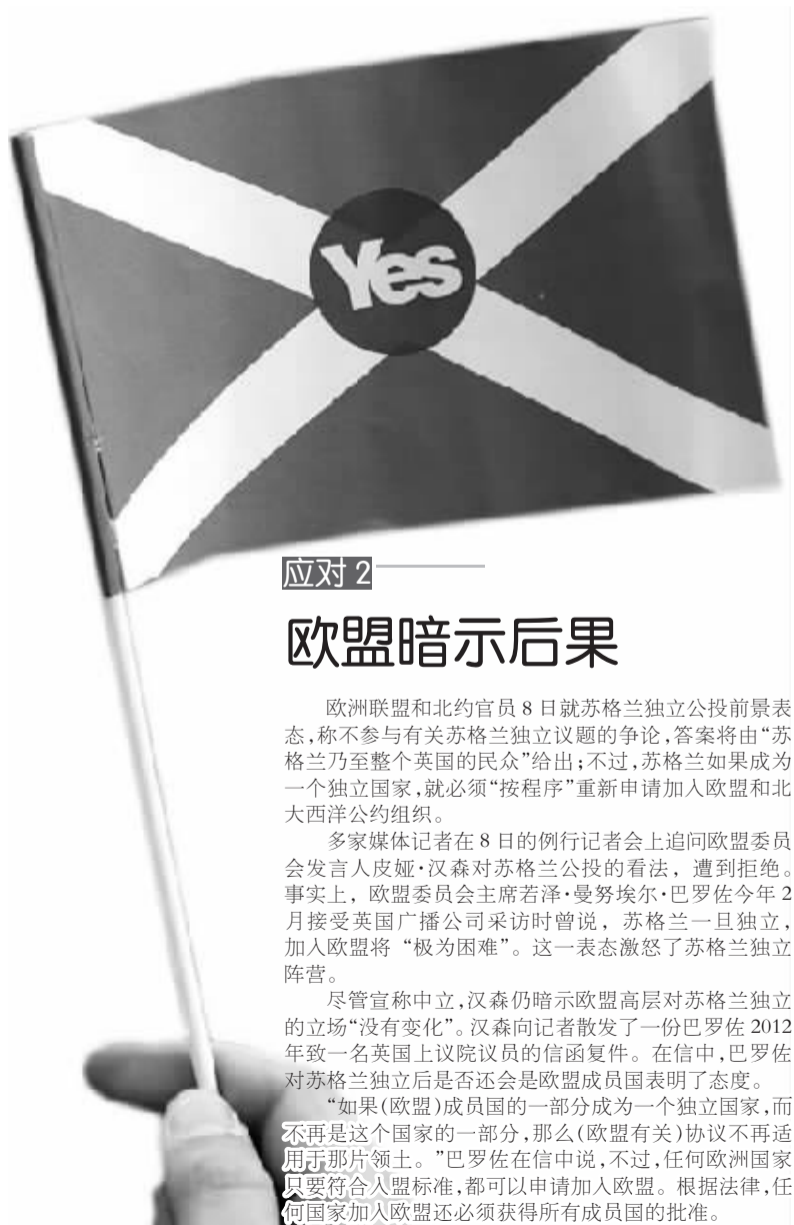 Yes
应对2
欧盟暗示后果
欧洲联盟和北约官员8日就苏格兰独立公投前景表
态,称不参与有关苏格兰独立议题的争论,答案将由“苏
格兰乃至整个英国的民众”给出;不过,苏格兰如果成为
一个独立国家,就必须“按程序”重新申请加入欧盟和北
大西洋公约组织。
多家媒体记者在8日的例行记者会上追问欧盟委员
会发言人皮娅·汉森对苏格兰公投的看法，遭到拒绝。
事实上，欧盟委员会主席若泽·曼努埃尔·巴罗佐今年2
月接受英国广播公司采访时曾说，苏格兰一旦独立，
加入欧盟将“极为困难”。这一表态激怒了苏格兰独立
阵营。
尽管宣称中立,汉森仍暗示欧盟高层对苏格兰独立
的立场“没有变化”。汉森向记者散发了一份巴罗佐2012
年致一名英国上议院议员的信函复件。在信中,巴罗佐
对苏格兰独立后是否还会是欧盟成员国表明了态度。
“如果(欧盟)成员国的一部分成为一个独立国家,而
不再是这个国家的一部分,那么(欧盟有关)协议不再适
用于那片领土。”巴罗佐在信中说,不过,任何欧洲国家
只要符合入盟标准,都可以申请加入欧盟。根据法律,任
何国家加入欧盟还必须获得所有成员国的批准。